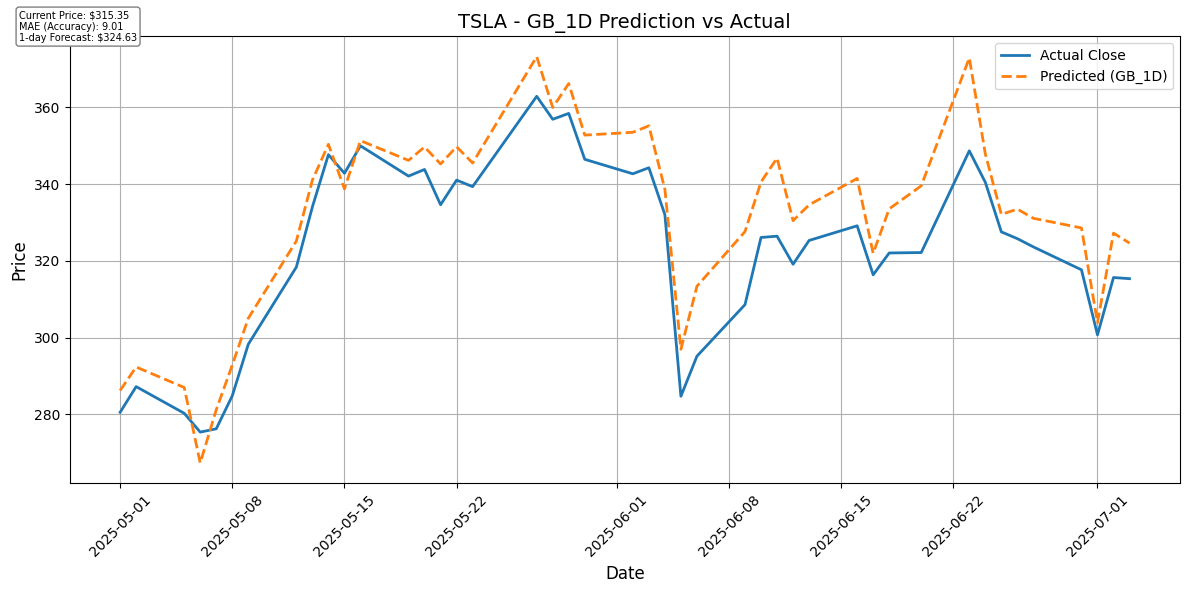 Current Price: $315.35
MAE (Accuracy): 9.01
1-day Forecast: $324.63
TSLA - GB_1D Prediction vs Actual
Actual Close
Predicted (GB_1D)
Price
360
340
320
300
280
2025-05-01
2025-05-08
2025-05-15
2025-05-22
2025-06-01
2025-06-08
2025-06-15
2025-06-22
2025-07-01
Date